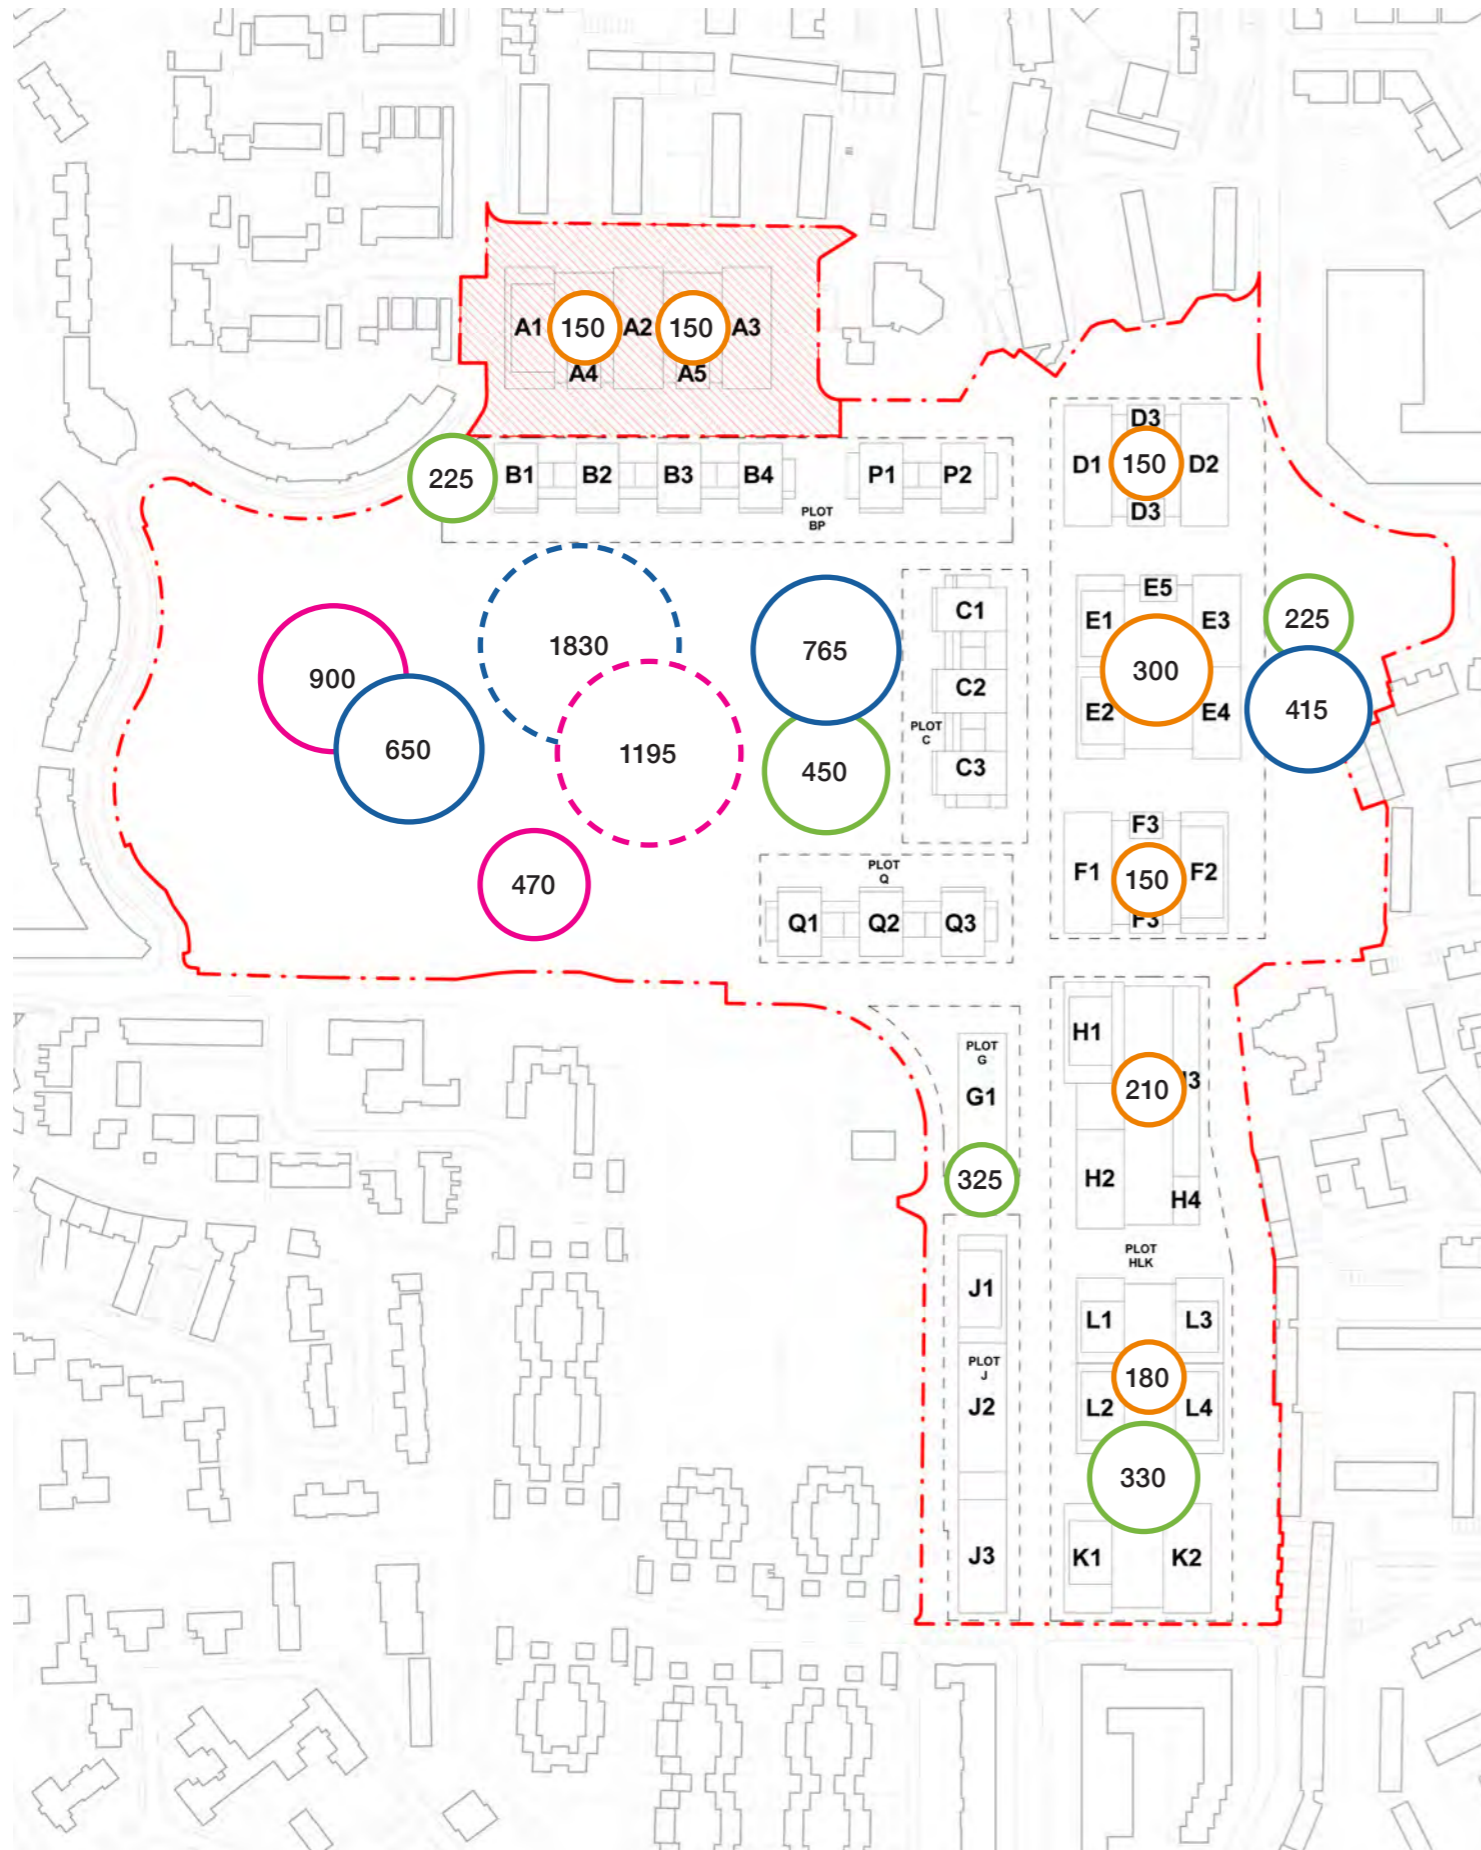 A1 150 A2 150 A3
A4 A5
225 B1 B2 B3 B4 P1 P2
PLOT
BP
D3
D1 150 D2
D3
900
650
1830
1195
470
765
450
C1
C2
C3
PLOT
C
E5
E1 E3
300
E2 E4
225
415
F3
F1 150 F2
F3
PLOT
Q
Q1 Q2 Q3
PLOT
G
G1
325
H1
210
H2
H4
PLOT
HLK
J1
PLOT
J
J2
J3
L1 L3
180
L2 L4
330
K1 K2